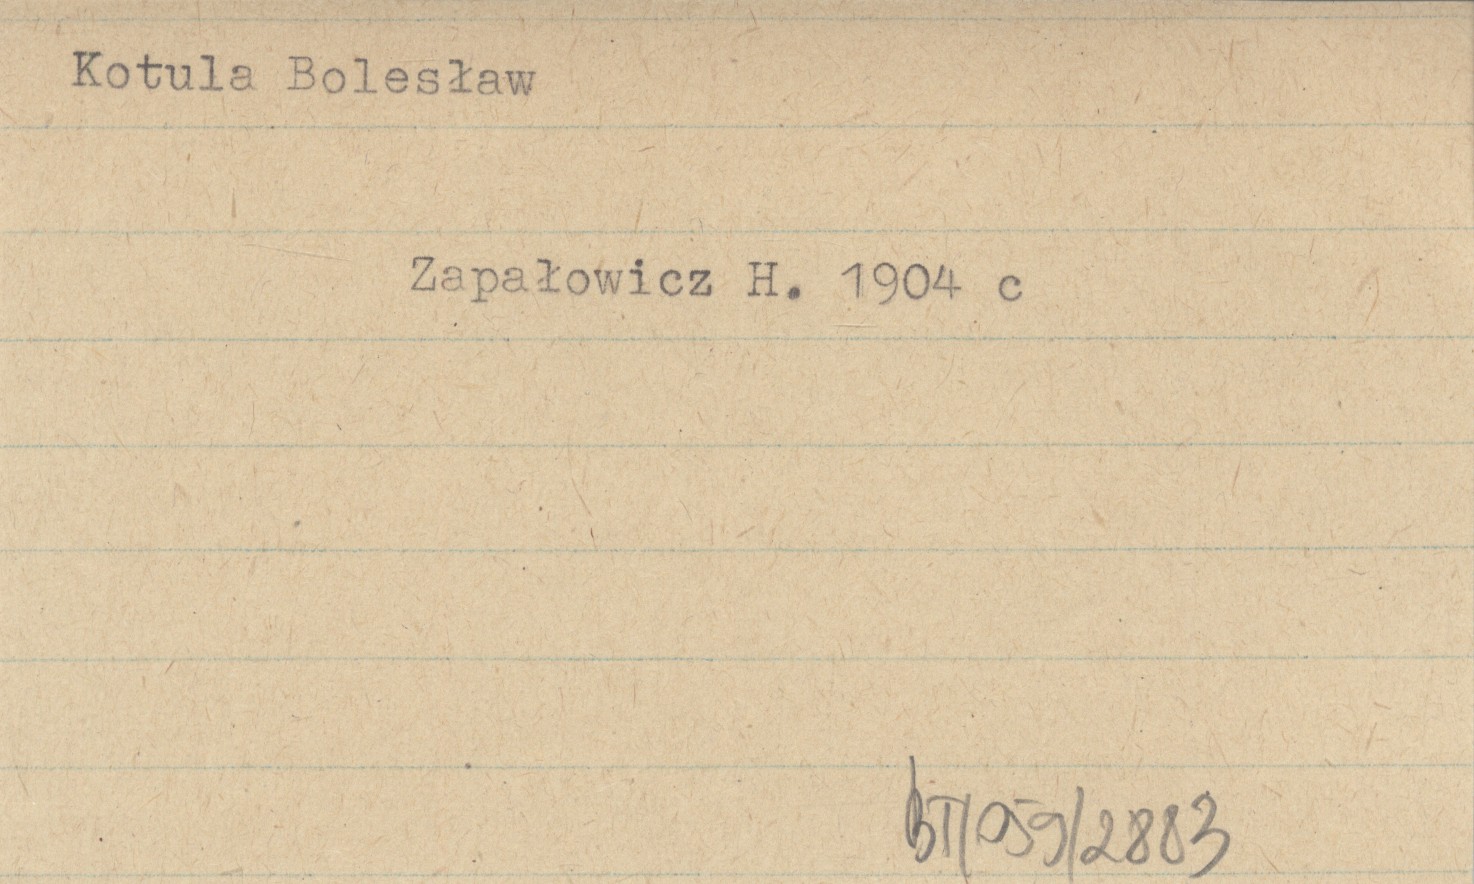 Kotula Bolesław
Zapałowicz H. 1904 c
BT/059/2883